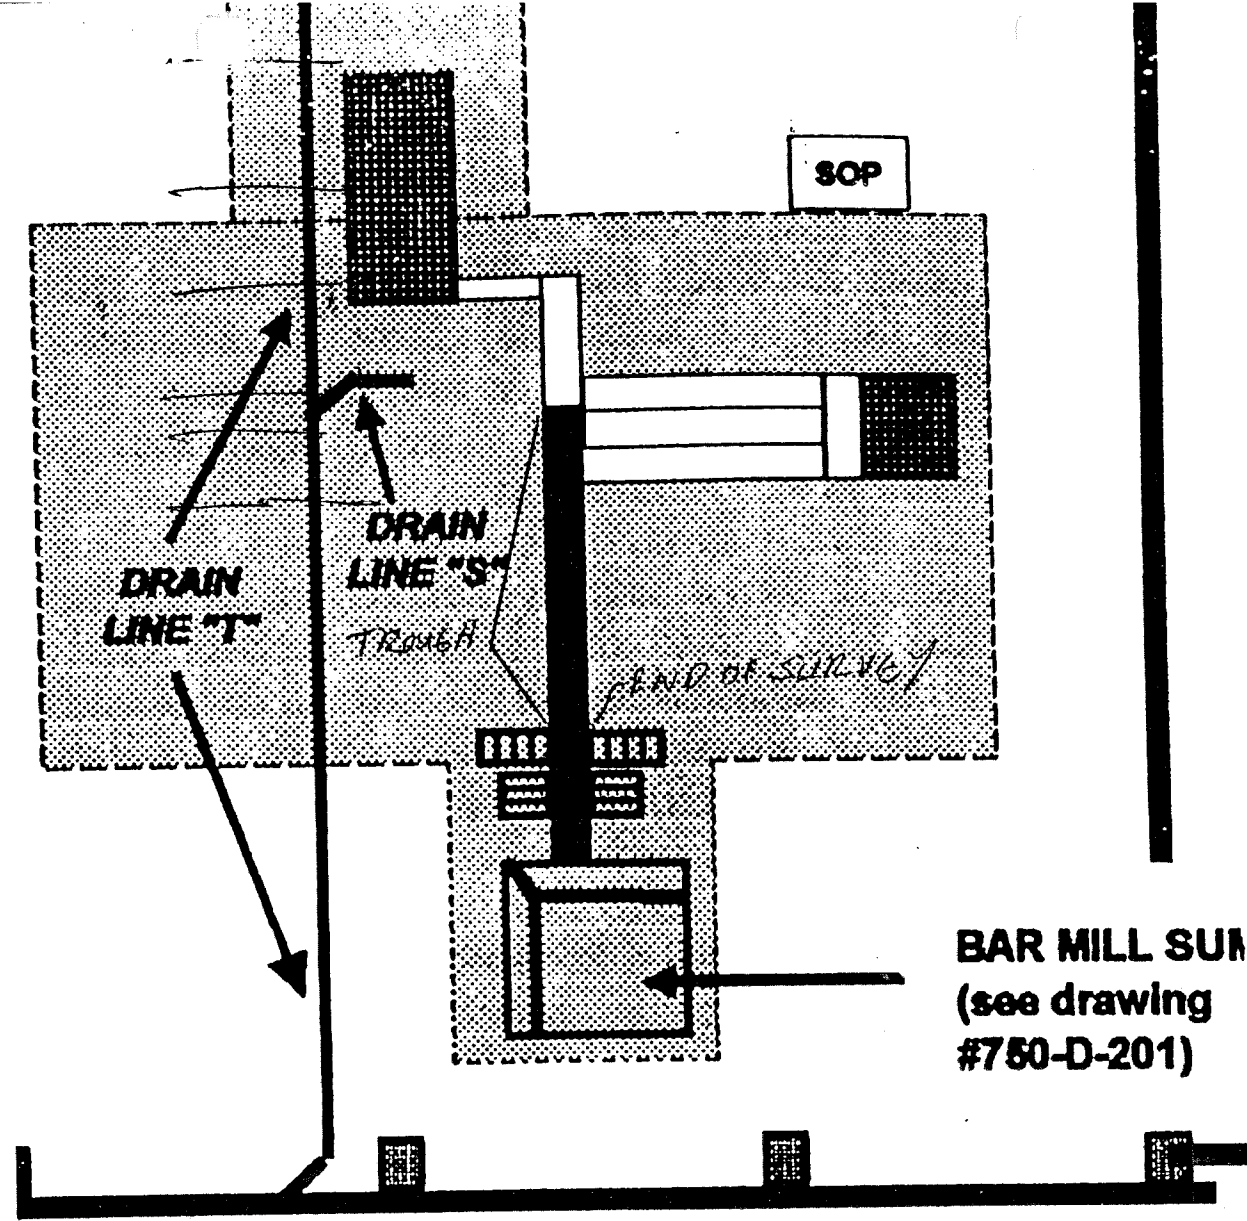 SOP
DRAIN
LINE "S"
DRAIN
LINE "T"
TROUGH
END OF SURVEY
BAR MILL SUM
(see drawing
#750-D-201)